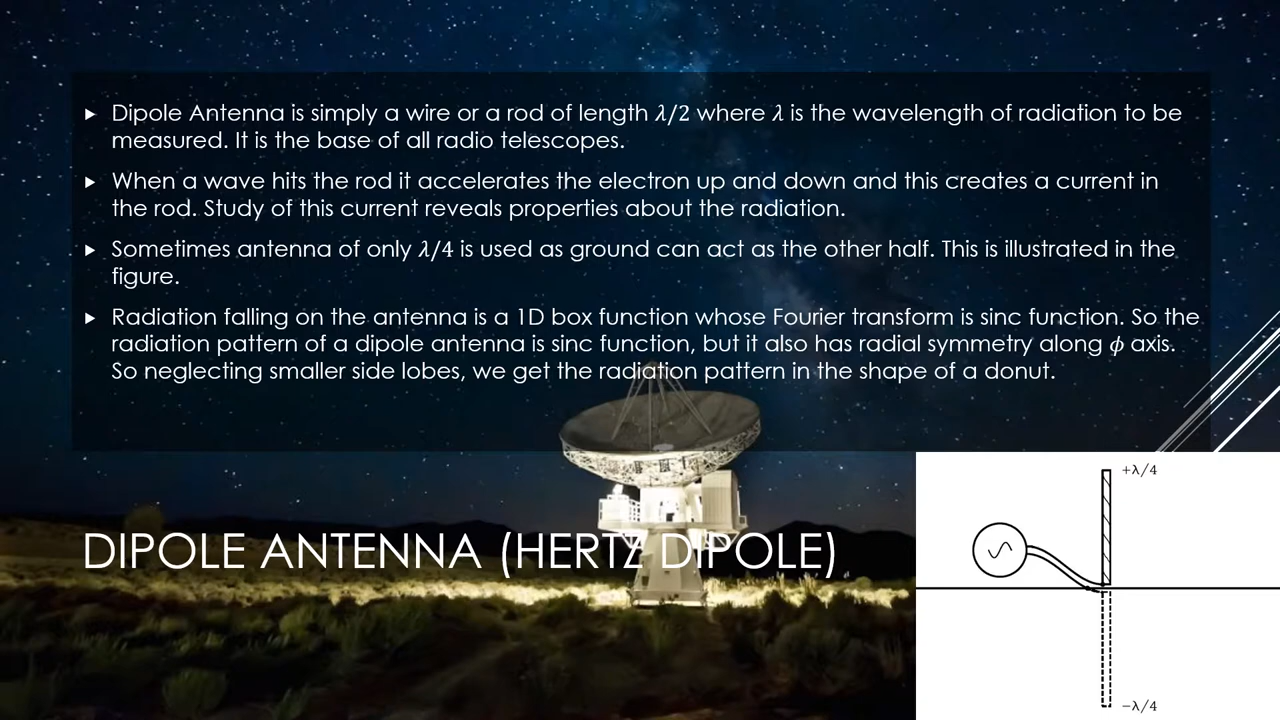 Dipole Antenna is simply a wire or a rod of length λ/2 where λ is the wavelength of radiation to be
measured. It is the base of all radio telescopes.
When a wave hits the rod it accelerates the electron up and down and this creates a current in
the rod. Study of this current reveals properties about the radiation.
Sometimes antenna of only λ/4 is used as ground can act as the other half. This is illustrated in the
figure.
Radiation falling on the antenna is a 1D box function whose Fourier transform is sinc function. So the
radiation pattern of a dipole antenna is sinc function, but it also has radial symmetry along ϕ axis.
So neglecting smaller side lobes, we get the radiation pattern in the shape of a donut.
DIPOLE ANTENNA (HERTZ DIPOLE)
+λ/4
−λ/4